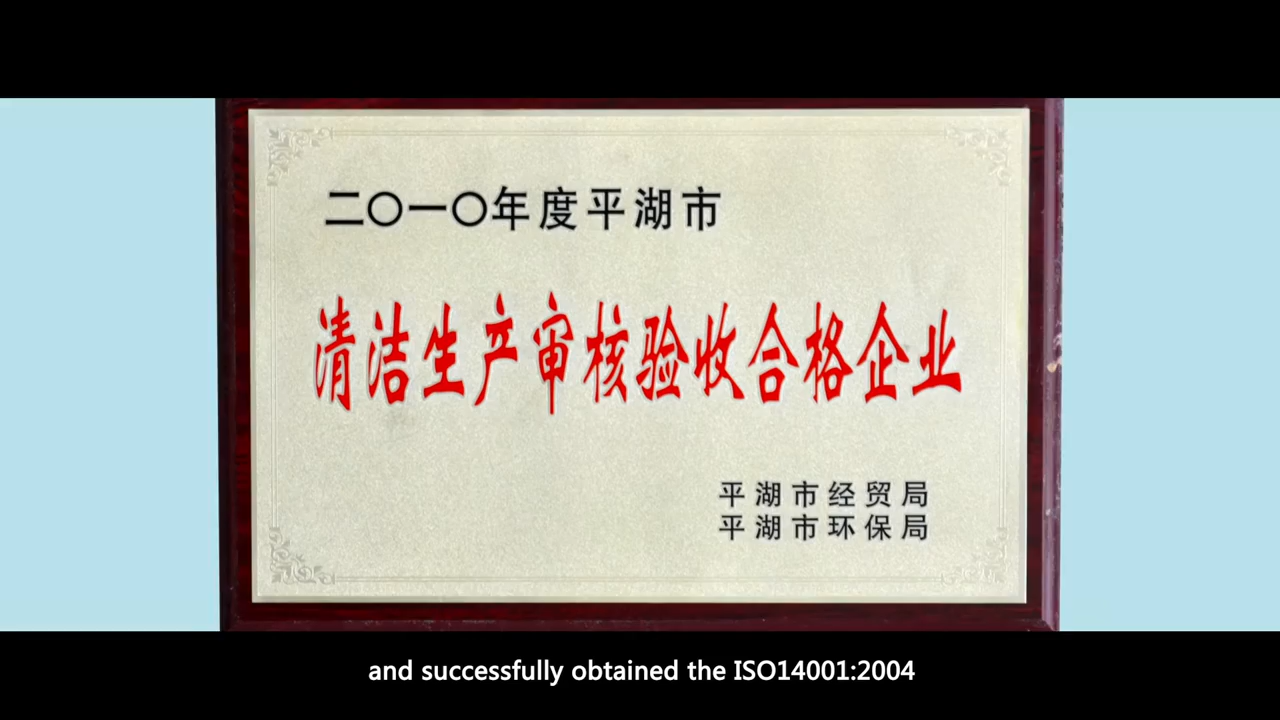 二〇一〇年度平湖市
清洁生产审核验收合格企业
平湖市经贸局
平湖市环保局
and successfully obtained the ISO14001:2004